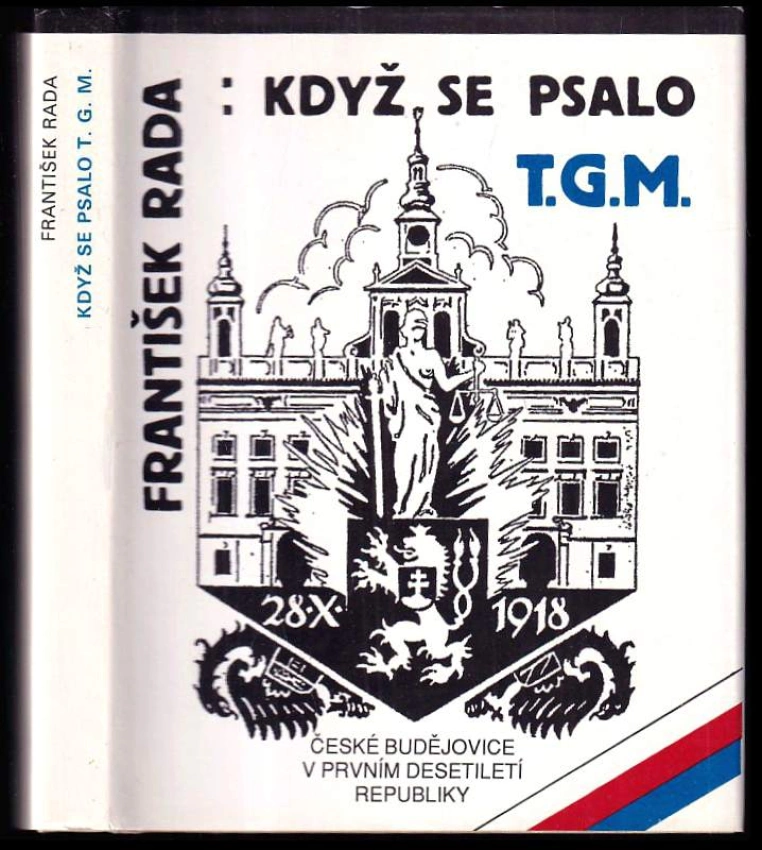 FRANTIŠEK RADA
KDYŽ SE PSALO T. G. M.
FRANTIŠEK RADA
: KDYŽ SE PSALO
T.G.M.
28·X·
1918
ČESKÉ BUDĚJOVICE
V PRVNÍM DESETILETÍ
REPUBLIKY